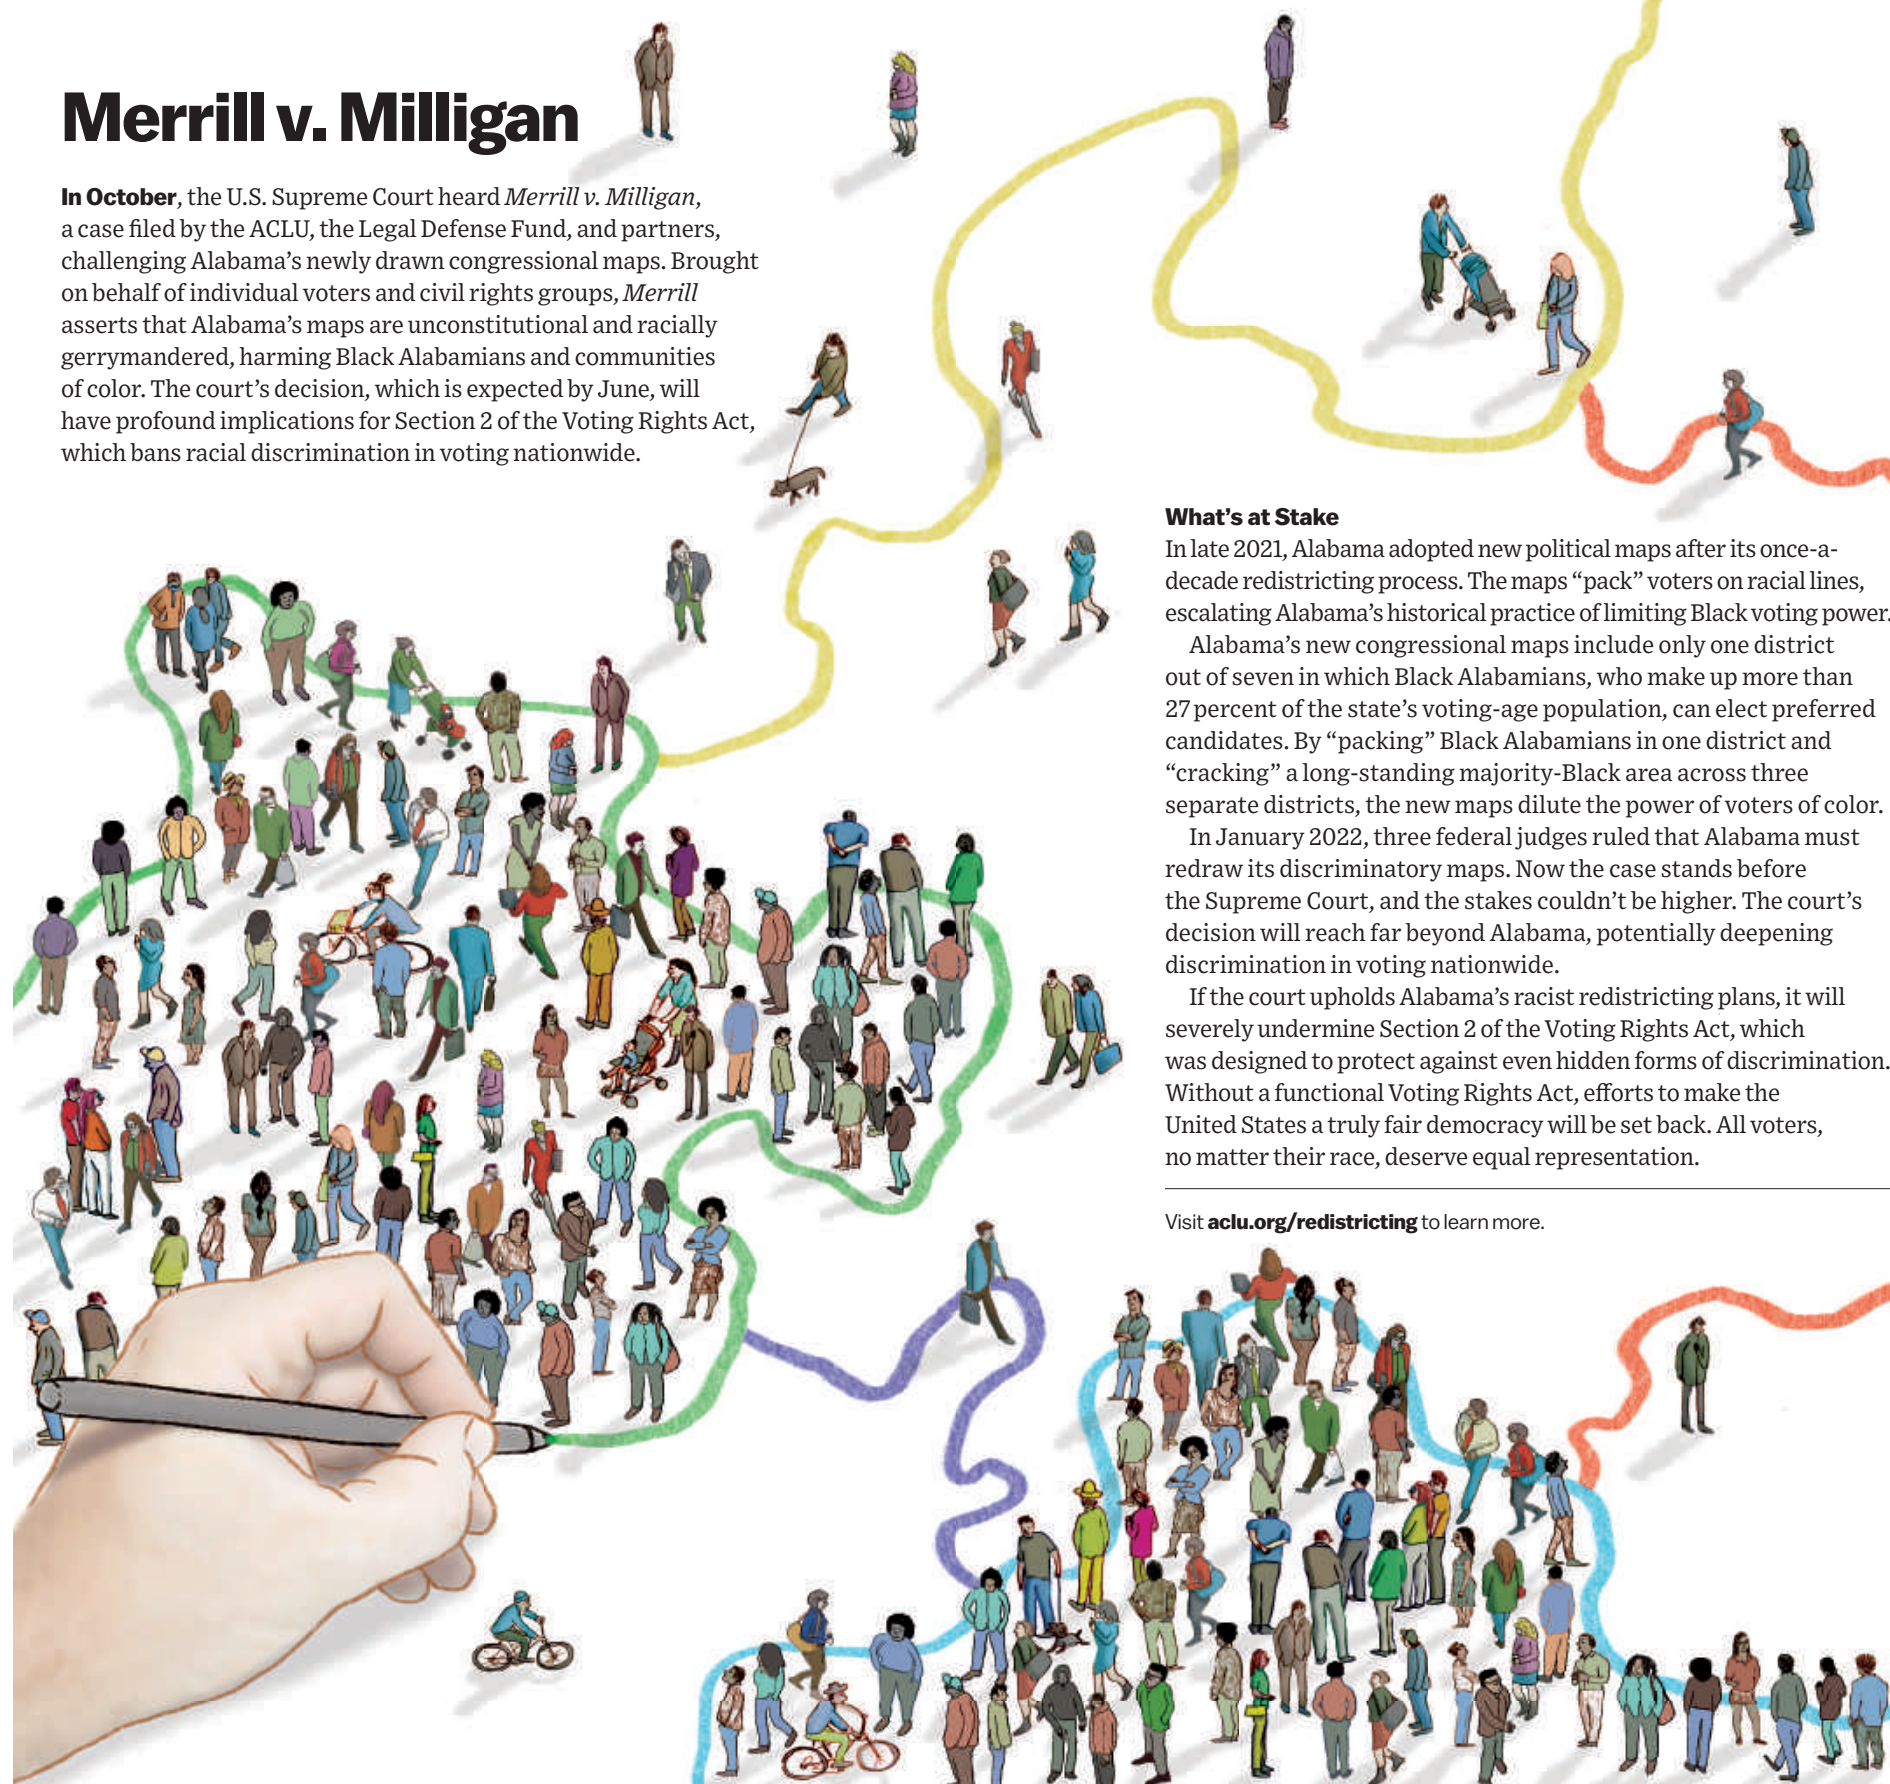 Merrill v. Milligan
In October, the U.S. Supreme Court heard Merrill v. Milligan,
a case filed by the ACLU, the Legal Defense Fund, and partners,
challenging Alabama’s newly drawn congressional maps. Brought
on behalf of individual voters and civil rights groups, Merrill
asserts that Alabama’s maps are unconstitutional and racially
gerrymandered, harming Black Alabamians and communities
of color. The court’s decision, which is expected by June, will
have profound implications for Section 2 of the Voting Rights Act,
which bans racial discrimination in voting nationwide.
What’s at Stake
In late 2021, Alabama adopted new political maps after its once-a-
decade redistricting process. The maps “pack” voters on racial lines,
escalating Alabama’s historical practice of limiting Black voting power.
Alabama’s new congressional maps include only one district
out of seven in which Black Alabamians, who make up more than
27 percent of the state’s voting-age population, can elect preferred
candidates. By “packing” Black Alabamians in one district and
“cracking” a long-standing majority-Black area across three
separate districts, the new maps dilute the power of voters of color.
In January 2022, three federal judges ruled that Alabama must
redraw its discriminatory maps. Now the case stands before
the Supreme Court, and the stakes couldn’t be higher. The court’s
decision will reach far beyond Alabama, potentially deepening
discrimination in voting nationwide.
If the court upholds Alabama’s racist redistricting plans, it will
severely undermine Section 2 of the Voting Rights Act, which
was designed to protect against even hidden forms of discrimination.
Without a functional Voting Rights Act, efforts to make the
United States a truly fair democracy will be set back. All voters,
no matter their race, deserve equal representation.
Visit aclu.org/redistricting to learn more.